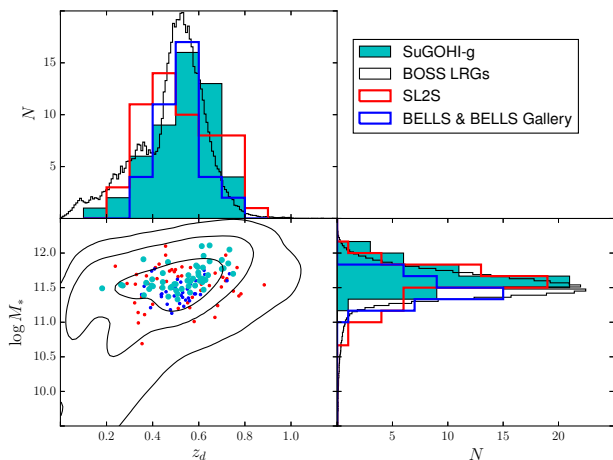 15
10
5
N
SuGOHI-g
BOSS LRGs
SL2S
BELLS & BELLS Gallery
12.0
11.5
11.0
10.5
10.0
log M*
0.2 0.4 0.6 0.8 1.0
z_d
5 10 15 20
N